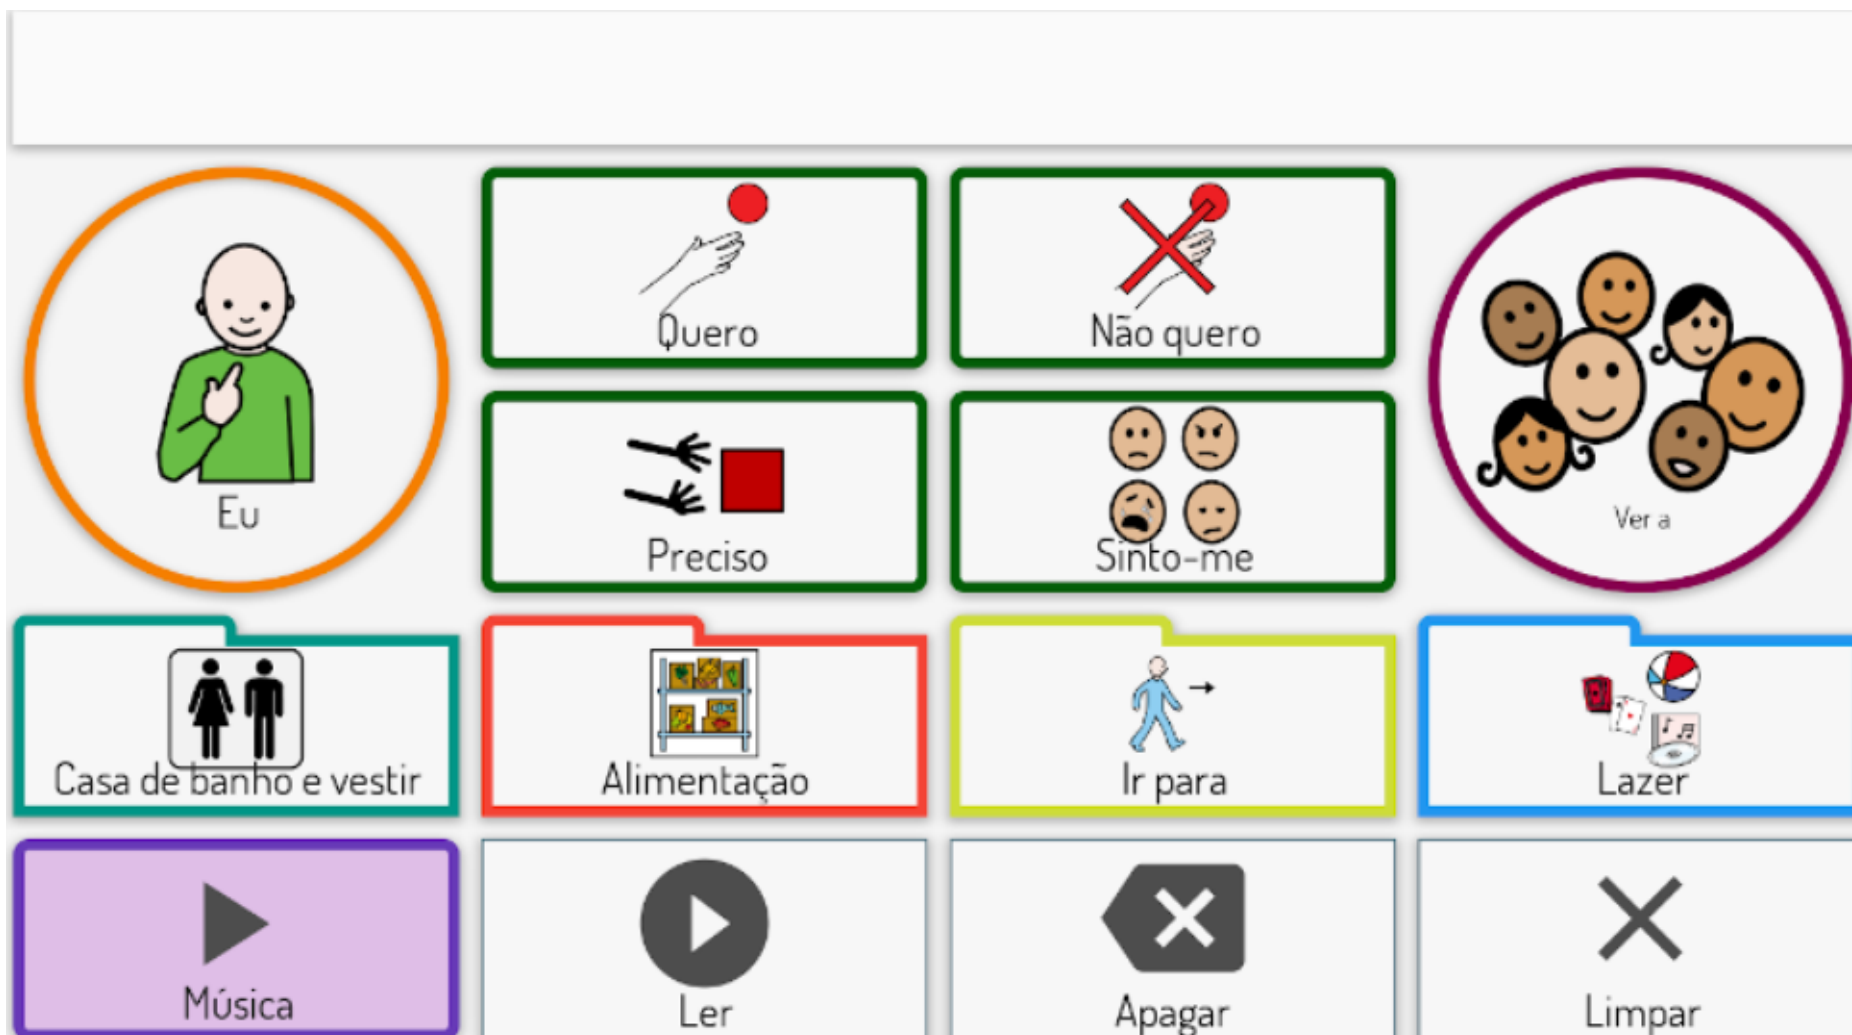 Eu
Quero
Não quero
Ver a
Preciso
Sinto-me
Casa de banho e vestir
Alimentação
Ir para
Lazer
Música
Ler
Apagar
Limpar